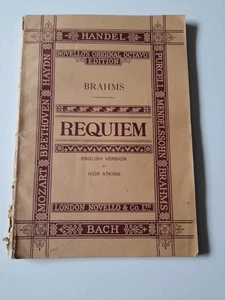 HANDEL
NOVELLO'S ORIGINAL OCTAVO
EDITION
HAYDN
BEETHOVEN
MOZART
PURCELL
MENDELSSOHN
BRAHMS
BRAHMS
REQUIEM
ENGLISH VERSION
BY
IVOR ATKINS
LONDON NOVELLO & Co. LTD
BACH